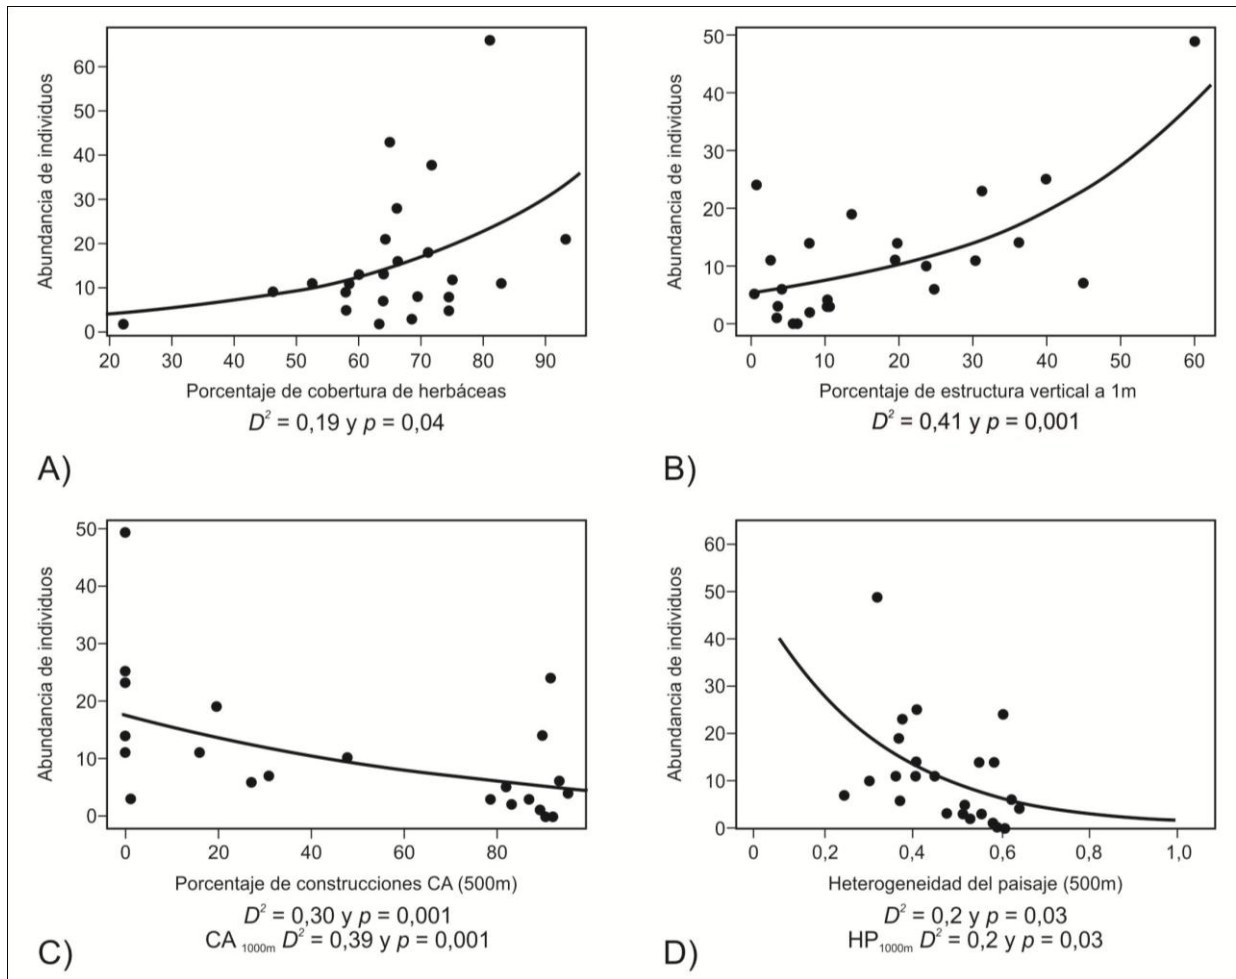 Abundancia de individuos
60
50
40
30
20
10
0
20 30 40 50 60 70 80 90
Porcentaje de cobertura de herbáceas
D² = 0,19 y p = 0,04
A)
Abundancia de individuos
50
40
30
20
10
0
0 10 20 30 40 50 60
Porcentaje de estructura vertical a 1m
D² = 0,41 y p = 0,001
B)
Abundancia de individuos
50
40
30
20
10
0
0 20 40 60 80
Porcentaje de construcciones CA (500m)
D² = 0,30 y p = 0,001
CA 1000m D² = 0,39 y p = 0,001
C)
Abundancia de individuos
60
50
40
30
20
10
0
0 0,2 0,4 0,6 0,8 1,0
Heterogeneidad del paisaje (500m)
D² = 0,2 y p = 0,03
HP1000m D² = 0,2 y p = 0,03
D)